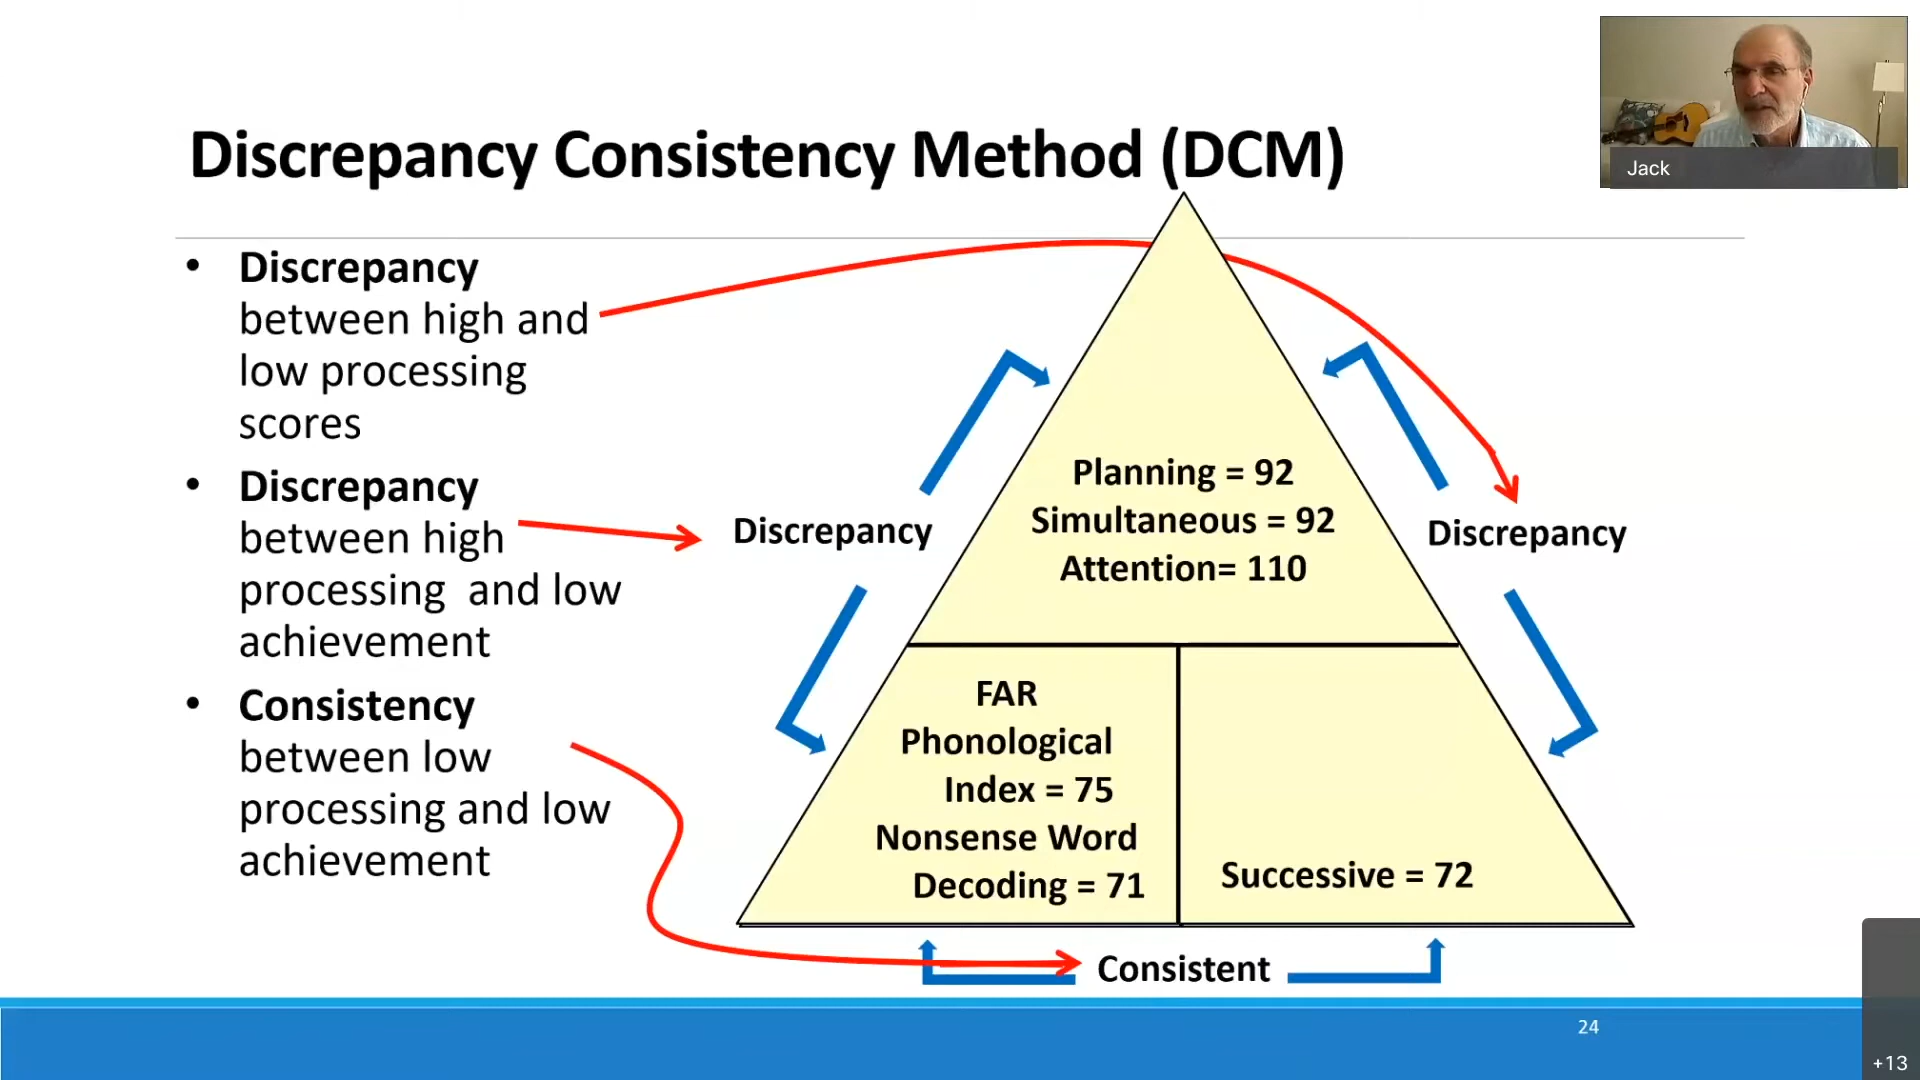 Jack
Discrepancy Consistency Method (DCM)
• Discrepancy
between high and
low processing
scores
• Discrepancy
between high
processing and low
achievement
• Consistency
between low
processing and low
achievement
Planning = 92
Simultaneous = 92
Attention= 110
Discrepancy
Discrepancy
FAR
Phonological
Index = 75
Nonsense Word
Decoding = 71
Successive = 72
Consistent
24
+13